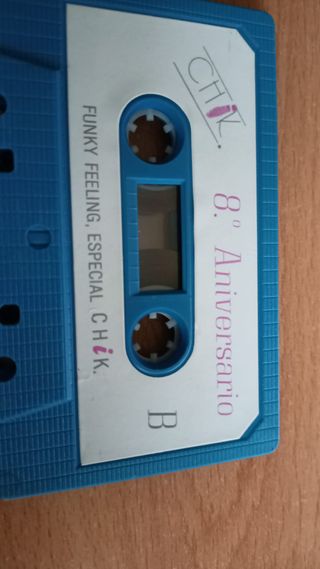 CHiK.
8.º Aniversario
B
FUNKY FEELING, ESPECIAL CHiK.